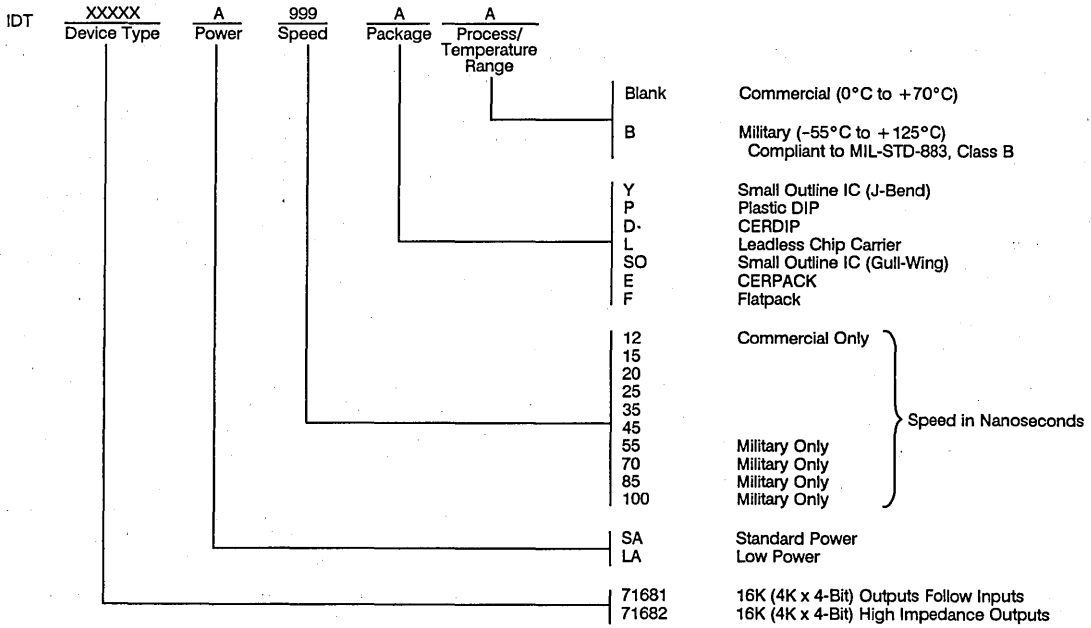 IDT XXXXX A 999 A A
Device Type Power Speed Package Process/
Temperature
Range
Blank Commercial (0°C to +70°C)
B Military (–55°C to +125°C)
Compliant to MIL-STD-883, Class B
Y Small Outline IC (J-Bend)
P Plastic DIP
D CERDIP
L Leadless Chip Carrier
SO Small Outline IC (Gull-Wing)
E CERPACK
F Flatpack
12 Commercial Only
15
20
25
35
45 Speed in Nanoseconds
55 Military Only
70 Military Only
85 Military Only
100 Military Only
SA Standard Power
LA Low Power
71681 16K (4K x 4-Bit) Outputs Follow Inputs
71682 16K (4K x 4-Bit) High Impedance Outputs